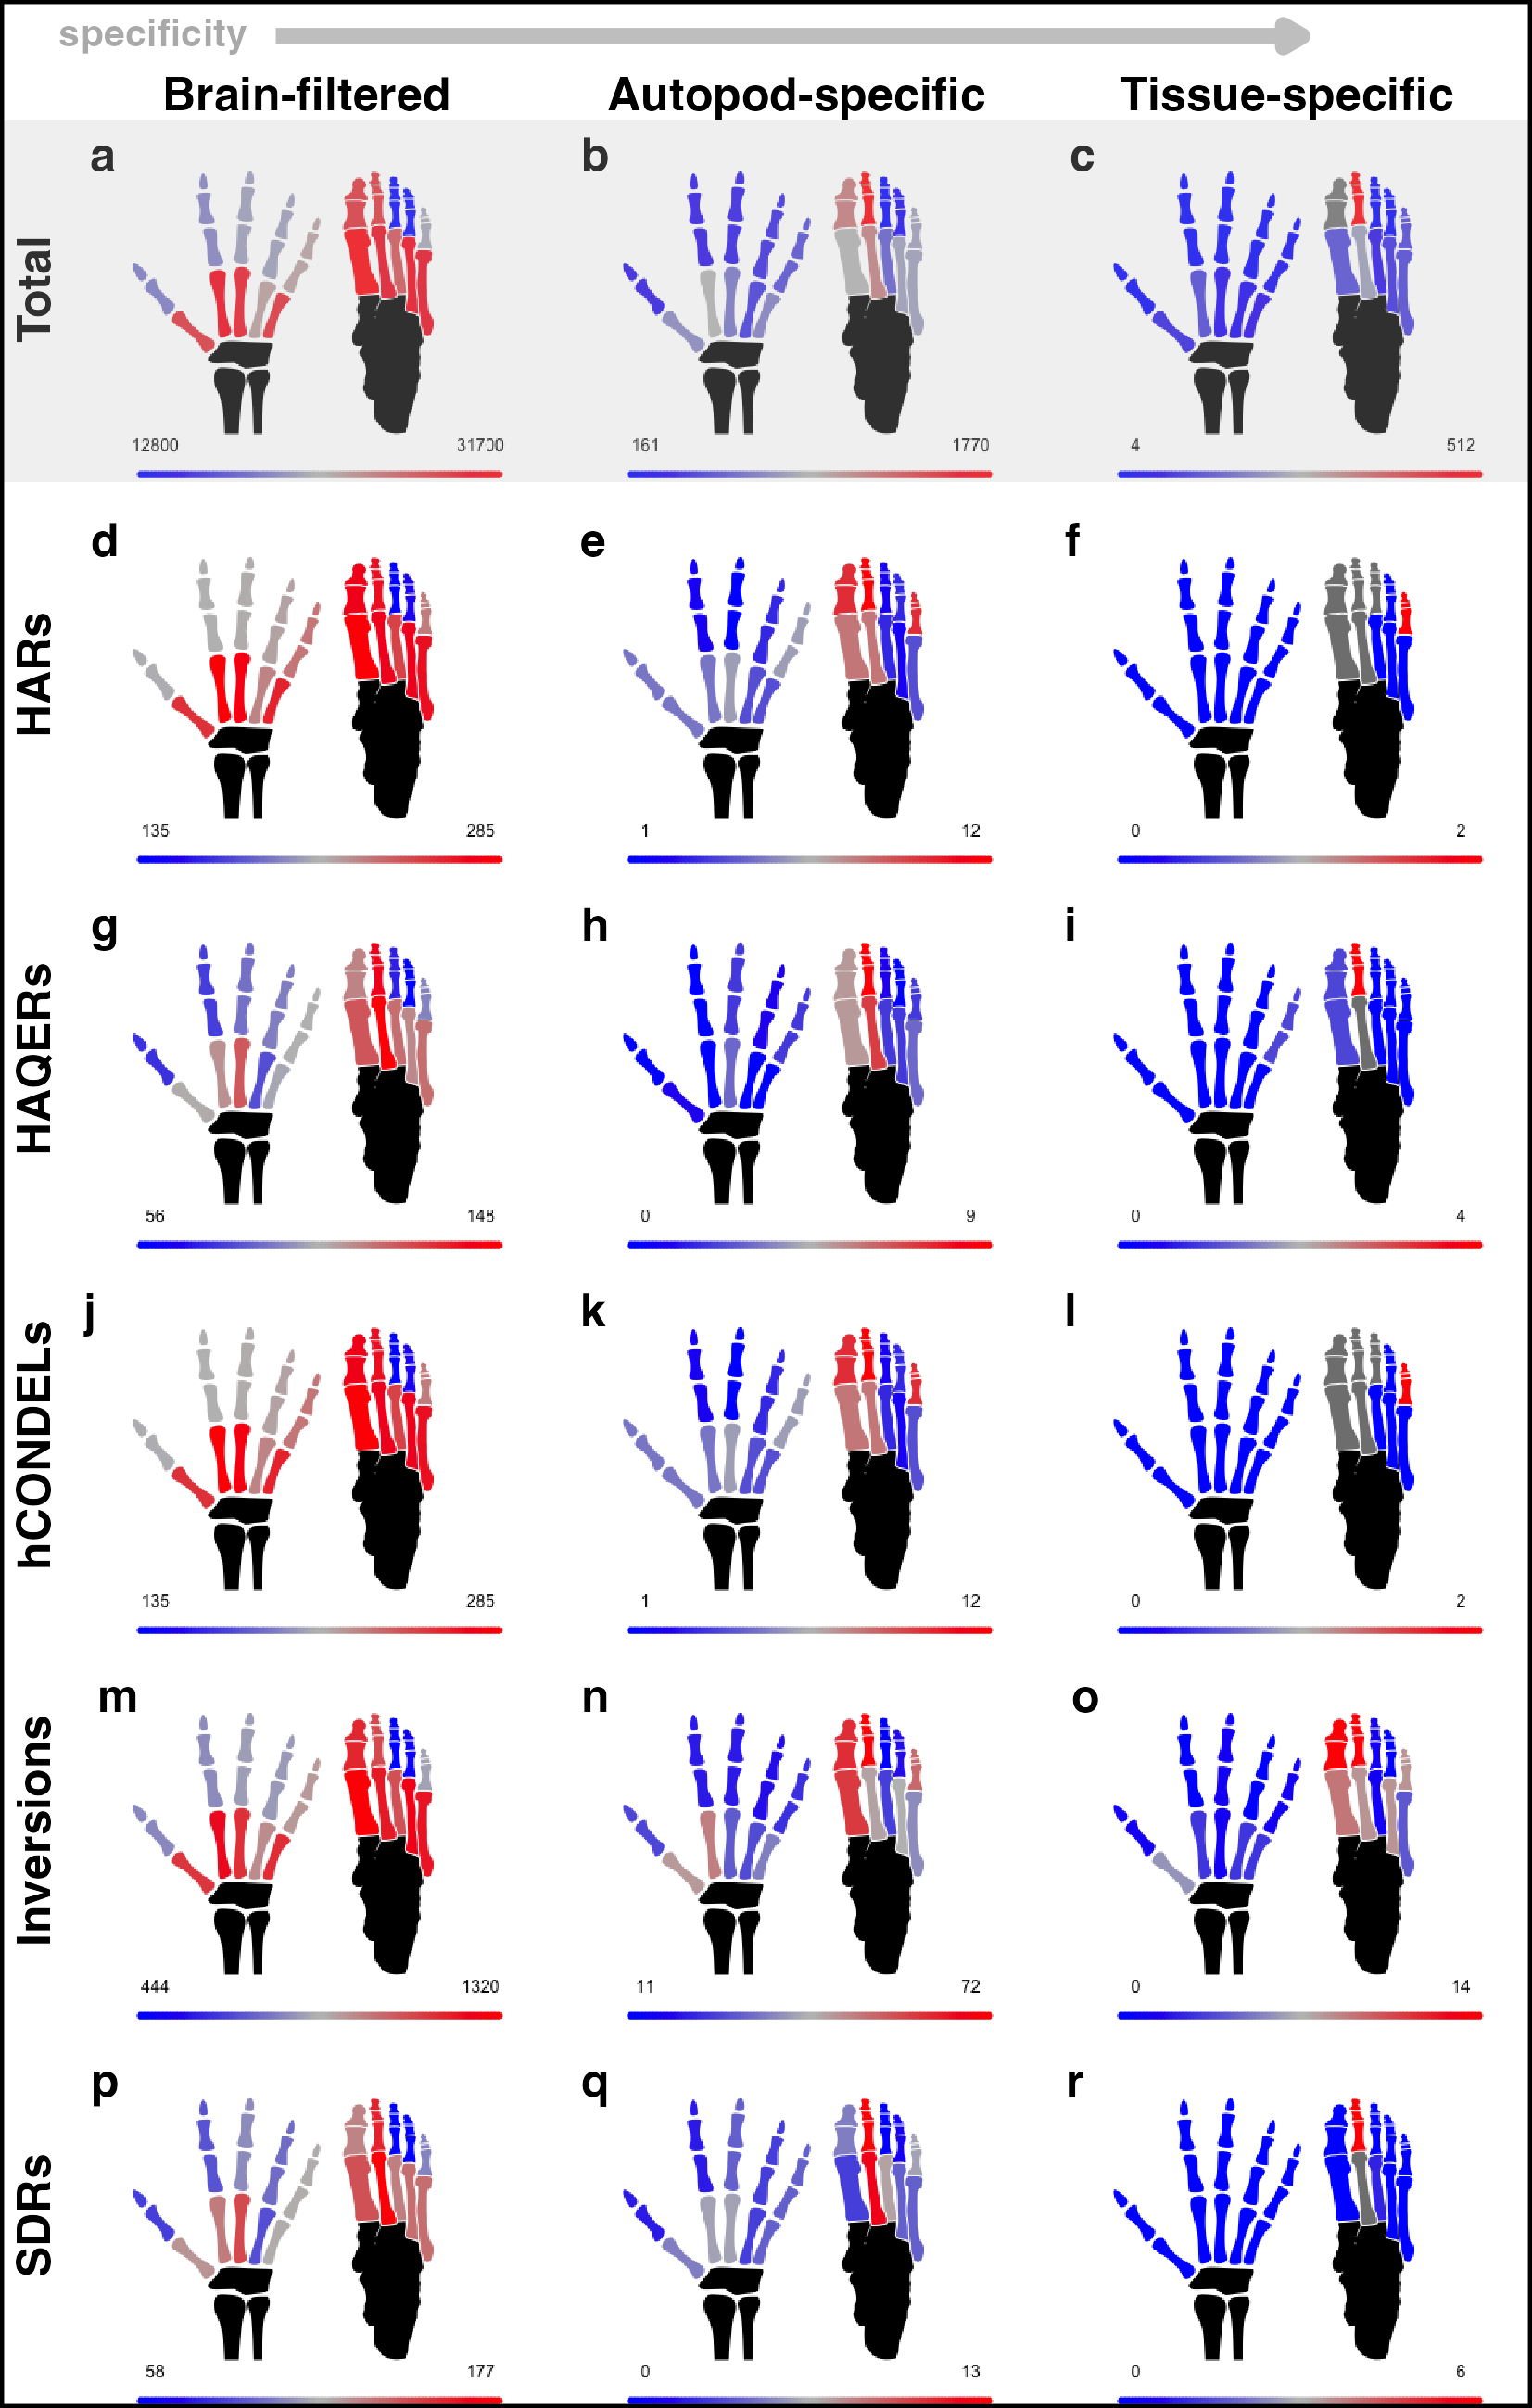 specificity
Brain-filtered Autopod-specific Tissue-specific
Total
a b c
12800 31700 161 1770 4 512
HARs
d e f
135 285 1 12 0 2
HAQERs
g h i
56 148 0 9 0 4
hCONDELs
j k l
135 285 1 12 0 2
Inversions
m n o
444 1320 11 72 0 14
SDRs
p q r
58 177 0 13 0 6